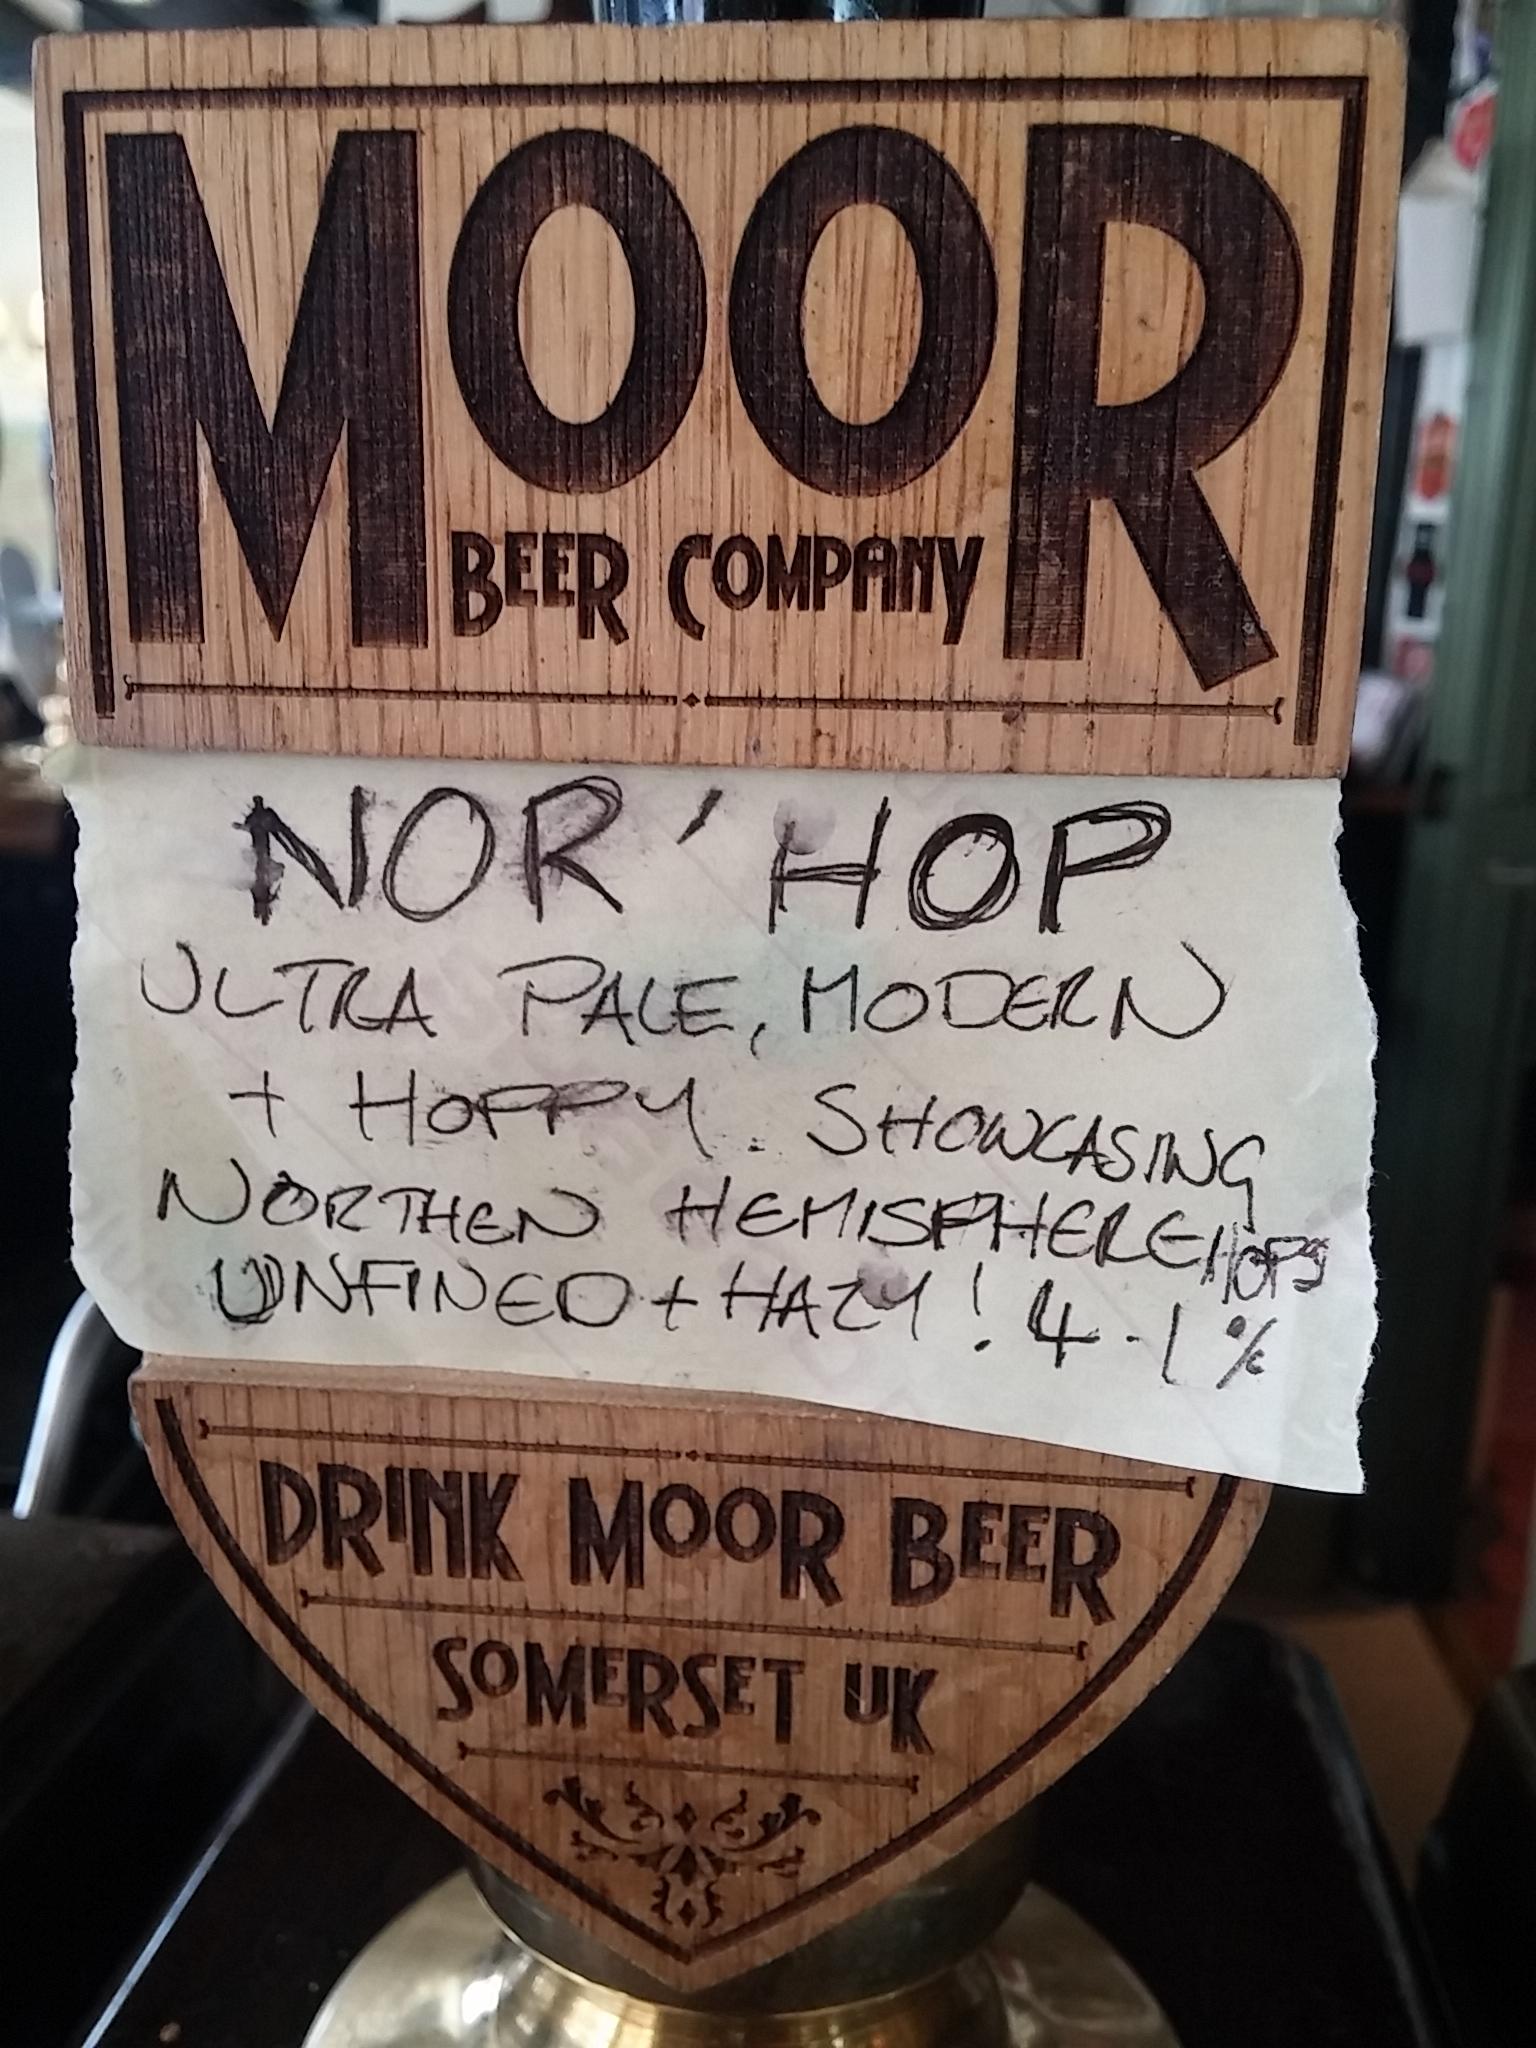 MOOR
BEER COMPANY
NOR'HOP
ULTRA PALE, MODERN
+ HOPPY. SHOWCASING
NORTHEN HEMISPHERE HOPS
UNFINED + HAZY! 4.1%
DRINK MOOR BEER
SOMERSET UK